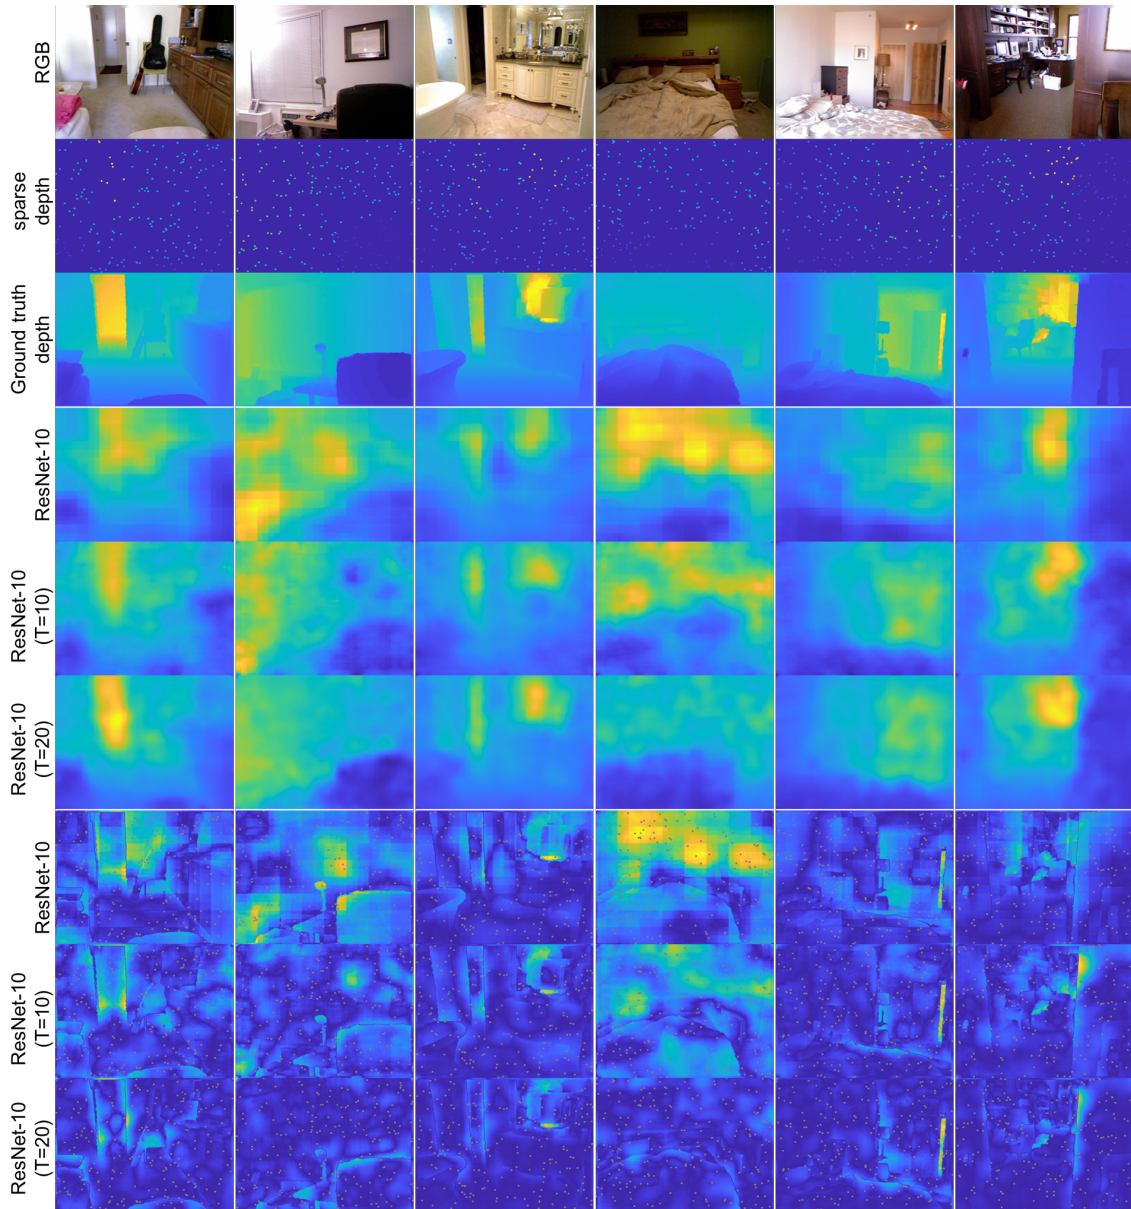 RGB
sparse
depth
Ground truth
depth
ResNet-10
ResNet-10
(T=10)
ResNet-10
(T=20)
ResNet-10
ResNet-10
(T=10)
ResNet-10
(T=20)